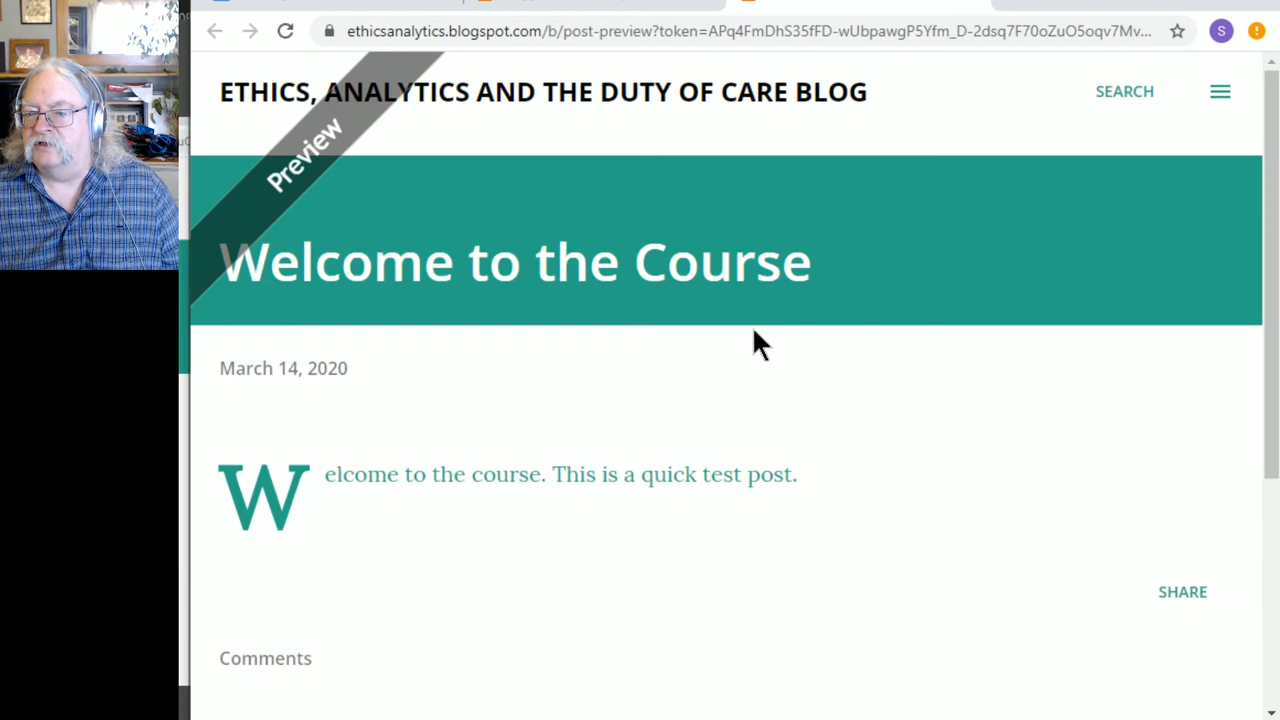 ethicsanalytics.blogspot.com/b/post-preview?token=APq4FmDhS35fFD-wUbpawgP5Yfm_D-2dsq7F70oZuO5oqv7Mv...
S
ETHICS, ANALYTICS AND THE DUTY OF CARE BLOG
SEARCH
Preview
Welcome to the Course
March 14, 2020
Welcome to the course. This is a quick test post.
SHARE
Comments